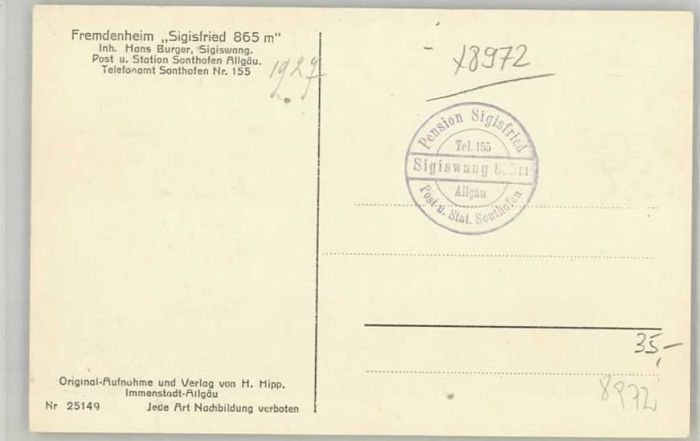 Fremdenheim „Sigisfried 865 m"
Inh. Hans Burger, Sigiswang.
Post u. Station Sonthofen Allgäu.
Telefonamt Sonthofen Nr. 155
1927
x8972
Pension Sigisfried
Tel. 155
Sigiswang 865 m
Allgäu
Post u. Stat. Sonthofen
35,-
8972
Original-Aufnahme und Verlag von H. Hipp.
Immenstadt-Allgäu
Nr 25149 Jede Art Nachbildung verboten